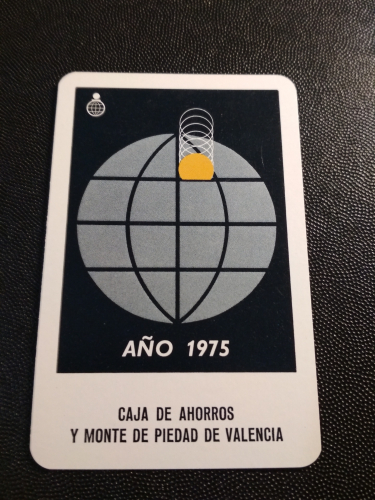 AÑO 1975
CAJA DE AHORROS
Y MONTE DE PIEDAD DE VALENCIA